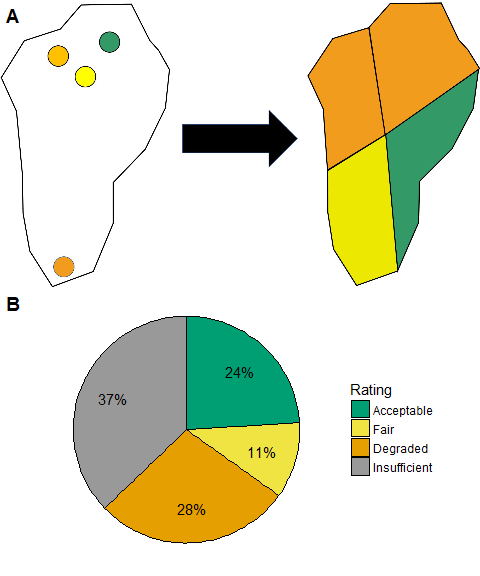 A
B
24%
37%
11%
28%
Rating
Acceptable
Fair
Degraded
Insufficient